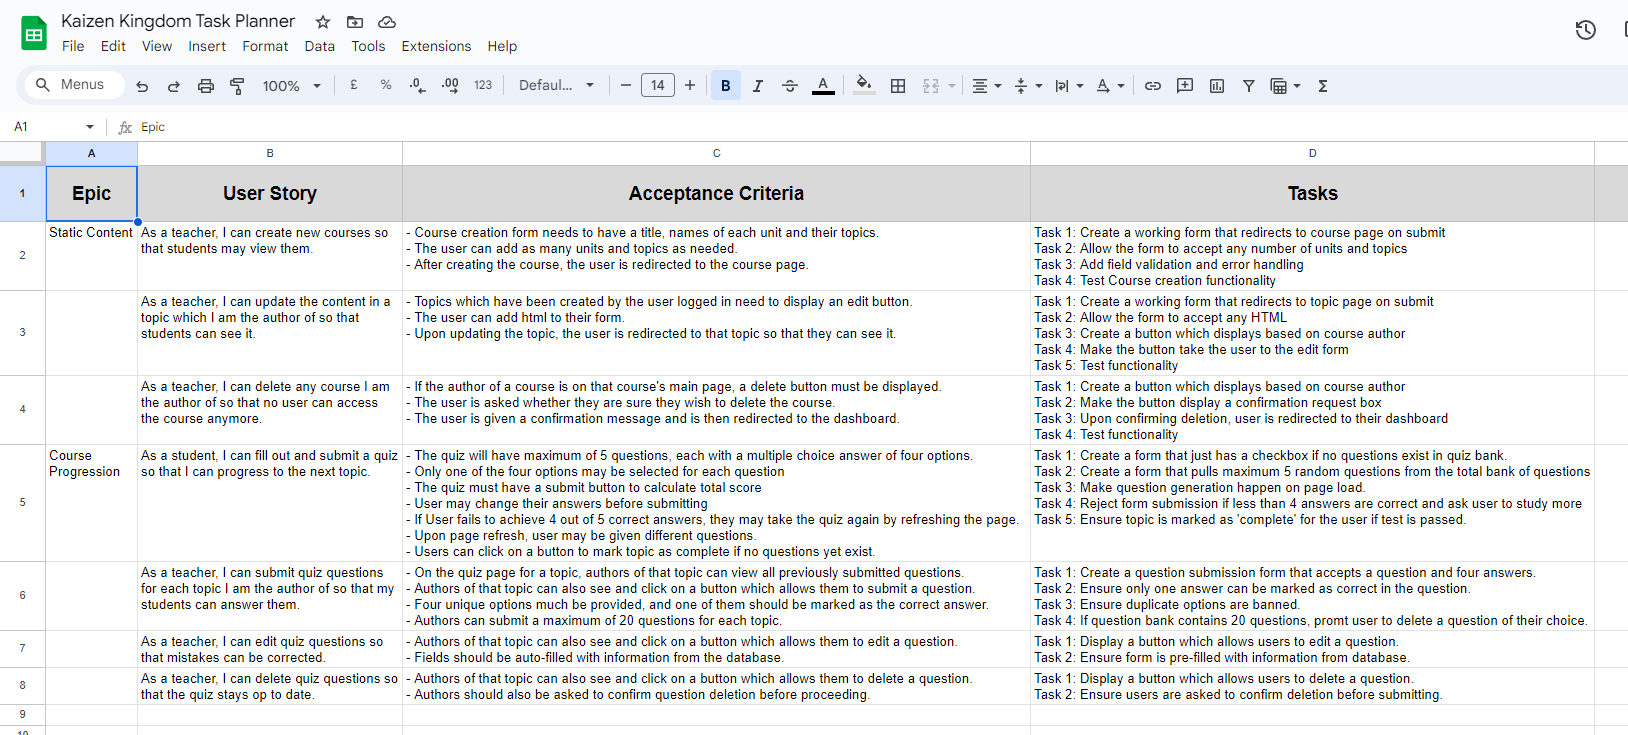 Kaizen Kingdom Task Planner
File Edit View Insert Format Data Tools Extensions Help
Menus 100% £ % .0 .00 123 Defaul... 14 B I A
A1 fx Epic
A B C D
1 Epic User Story Acceptance Criteria Tasks
2
Static Content
As a teacher, I can create new courses so
that students may view them.
- Course creation form needs to have a title, names of each unit and their topics.
- The user can add as many units and topics as needed.
- After creating the course, the user is redirected to the course page.
Task 1: Create a working form that redirects to course page on submit
Task 2: Allow the form to accept any number of units and topics
Task 3: Add field validation and error handling
Task 4: Test Course creation functionality
3
As a teacher, I can update the content in a
topic which I am the author of so that
students can see it.
- Topics which have been created by the user logged in need to display an edit button.
- The user can add html to their form.
- Upon updating the topic, the user is redirected to that topic so that they can see it.
Task 1: Create a working form that redirects to topic page on submit
Task 2: Allow the form to accept any HTML
Task 3: Create a button which displays based on course author
Task 4: Make the button take the user to the edit form
Task 5: Test functionality
4
As a teacher, I can delete any course I am
the author of so that no user can access
the course anymore.
- If the author of a course is on that course's main page, a delete button must be displayed.
- The user is asked whether they are sure they wish to delete the course.
- The user is given a confirmation message and is then redirected to the dashboard.
Task 1: Create a button which displays based on course author
Task 2: Make the button display a confirmation request box
Task 3: Upon confirming deletion, user is redirected to their dashboard
Task 4: Test functionality
5
Course
Progression
As a student, I can fill out and submit a quiz
so that I can progress to the next topic.
- The quiz will have maximum of 5 questions, each with a multiple choice answer of four options.
- Only one of the four options may be selected for each question
- The quiz must have a submit button to calculate total score
- User may change their answers before submitting
- If User fails to achieve 4 out of 5 correct answers, they may take the quiz again by refreshing the page.
- Upon page refresh, user may be given different questions.
- Users can click on a button to mark topic as complete if no questions yet exist.
Task 1: Create a form that just has a checkbox if no questions exist in quiz bank.
Task 2: Create a form that pulls maximum 5 random questions from the total bank of questions
Task 3: Make question generation happen on page load.
Task 4: Reject form submission if less than 4 answers are correct and ask user to study more
Task 5: Ensure topic is marked as 'complete' for the user if test is passed.
6
As a teacher, I can submit quiz questions
for each topic I am the author of so that my
students can answer them.
- On the quiz page for a topic, authors of that topic can view all previously submitted questions.
- Authors of that topic can also see and click on a button which allows them to submit a question.
- Four unique options much be provided, and one of them should be marked as the correct answer.
- Authors can submit a maximum of 20 questions for each topic.
Task 1: Create a question submission form that accepts a question and four answers.
Task 2: Ensure only one answer can be marked as correct in the question.
Task 3: Ensure duplicate options are banned.
Task 4: If question bank contains 20 questions, promt user to delete a question of their choice.
7
As a teacher, I can edit quiz questions so
that mistakes can be corrected.
- Authors of that topic can also see and click on a button which allows them to edit a question.
- Fields should be auto-filled with information from the database.
Task 1: Display a button which allows users to edit a question.
Task 2: Ensure form is pre-filled with information from database.
8
As a teacher, I can delete quiz questions so
that the quiz stays op to date.
- Authors of that topic can also see and click on a button which allows them to delete a question.
- Authors should also be asked to confirm question deletion before proceeding.
Task 1: Display a button which allows users to delete a question.
Task 2: Ensure users are asked to confirm deletion before submitting.
9
10